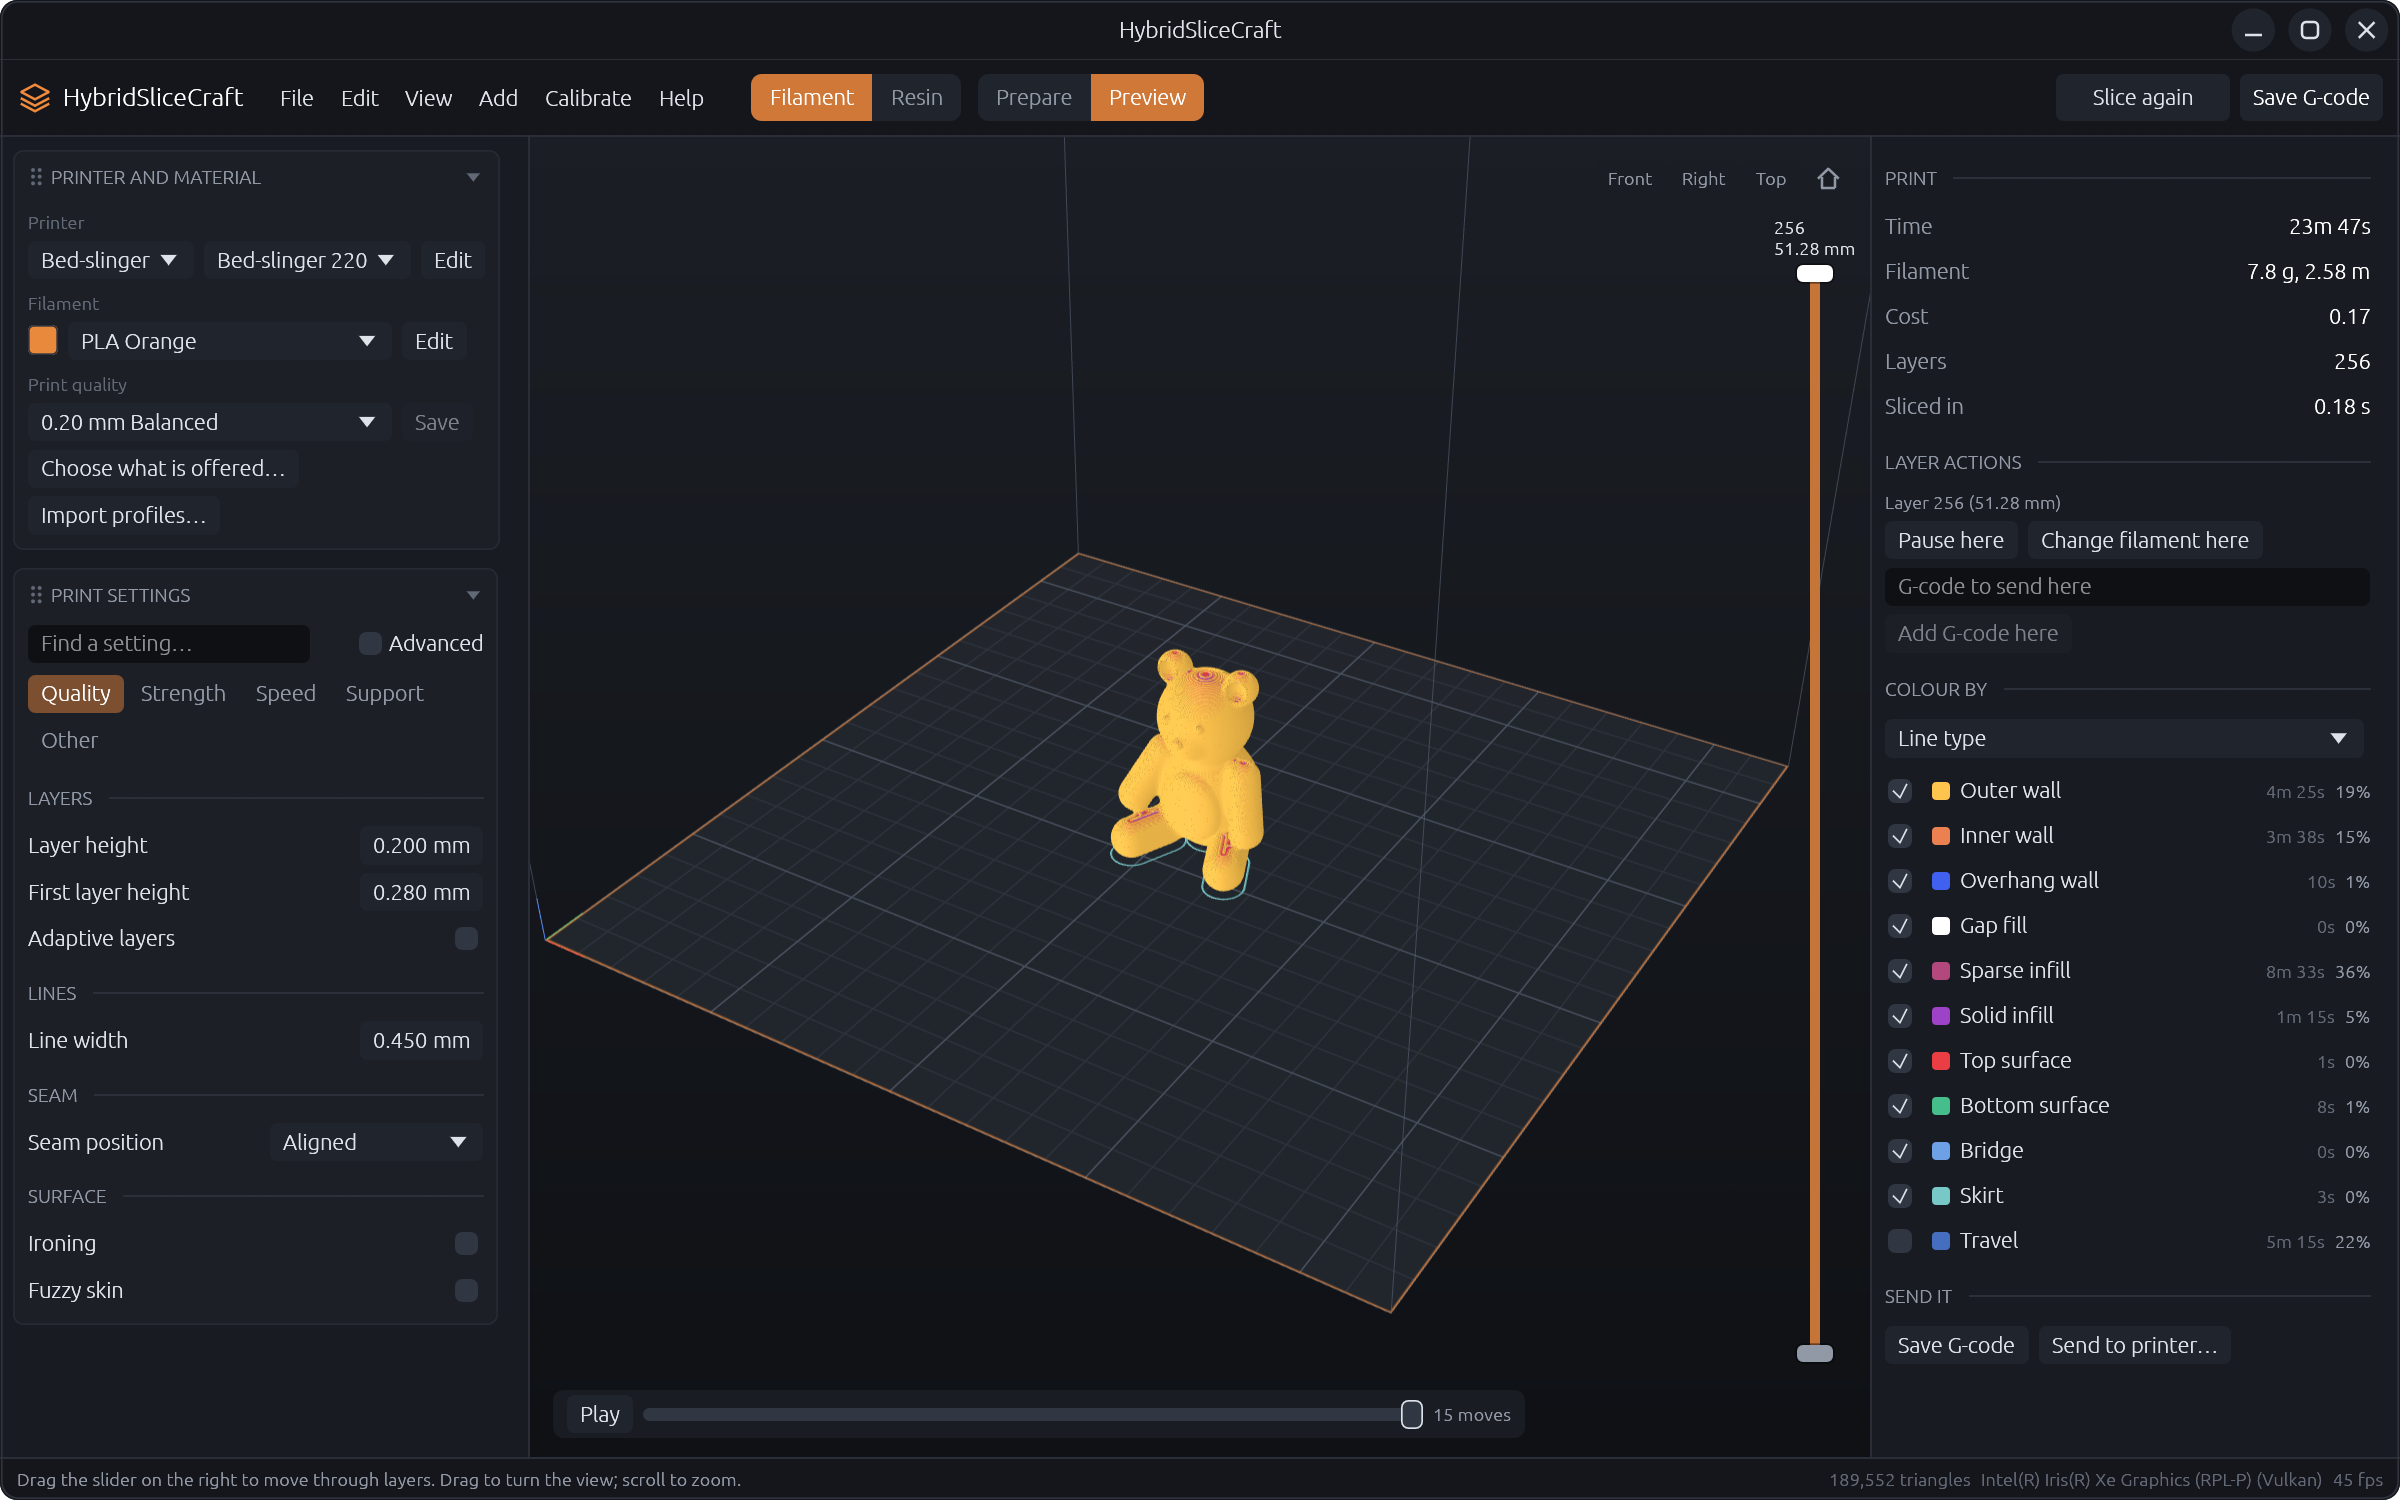 HybridSliceCraft
HybridSliceCraft File Edit View Add Calibrate Help Filament Resin Prepare Preview Slice again Save G-code
PRINTER AND MATERIAL
Printer
Bed-slinger Bed-slinger 220 Edit
Filament
PLA Orange Edit
Print quality
0.20 mm Balanced Save
Choose what is offered…
Import profiles…
PRINT SETTINGS
Find a setting… Advanced
Quality Strength Speed Support
Other
LAYERS
Layer height 0.200 mm
First layer height 0.280 mm
Adaptive layers
LINES
Line width 0.450 mm
SEAM
Seam position Aligned
SURFACE
Ironing
Fuzzy skin
Front Right Top
256
51.28 mm
Play 15 moves
PRINT
Time 23m 47s
Filament 7.8 g, 2.58 m
Cost 0.17
Layers 256
Sliced in 0.18 s
LAYER ACTIONS
Layer 256 (51.28 mm)
Pause here Change filament here
G-code to send here
Add G-code here
COLOUR BY
Line type
Outer wall 4m 25s 19%
Inner wall 3m 38s 15%
Overhang wall 10s 1%
Gap fill 0s 0%
Sparse infill 8m 33s 36%
Solid infill 1m 15s 5%
Top surface 1s 0%
Bottom surface 8s 1%
Bridge 0s 0%
Skirt 3s 0%
Travel 5m 15s 22%
SEND IT
Save G-code Send to printer…
Drag the slider on the right to move through layers. Drag to turn the view; scroll to zoom. 189,552 triangles Intel(R) Iris(R) Xe Graphics (RPL-P) (Vulkan) 45 fps